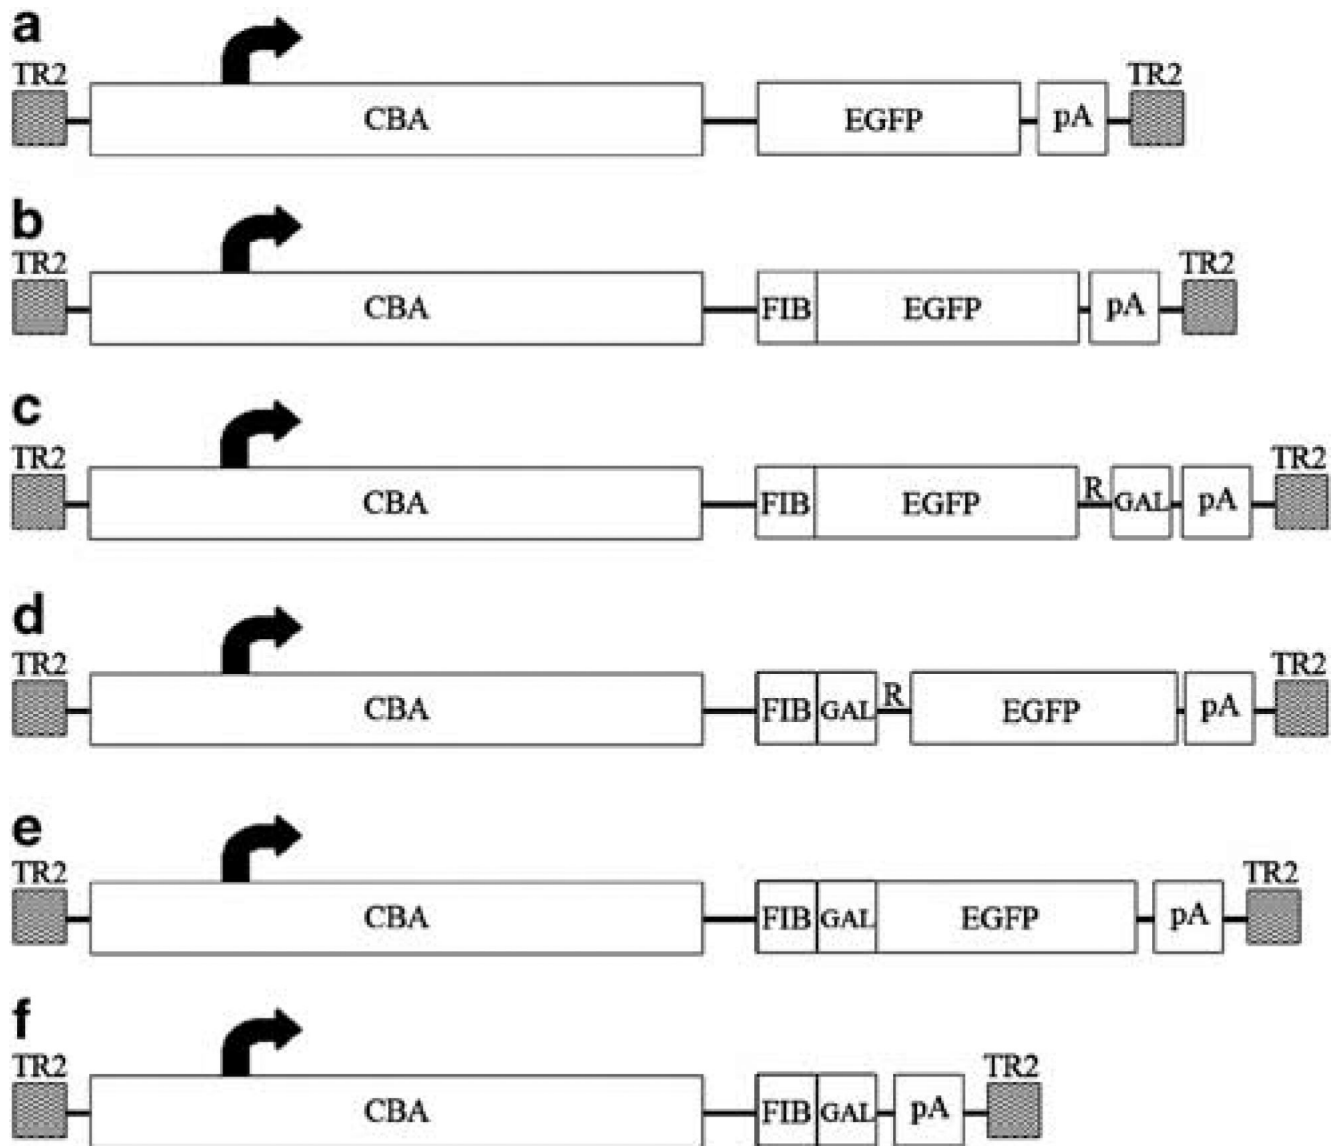 a
TR2 TR2
CBA EGFP pA
b
TR2 TR2
CBA FIB EGFP pA
c
TR2 TR2
CBA FIB EGFP R GAL pA
d
TR2 TR2
CBA FIB GAL R EGFP pA
e
TR2 TR2
CBA FIB GAL EGFP pA
f
TR2 TR2
CBA FIB GAL pA